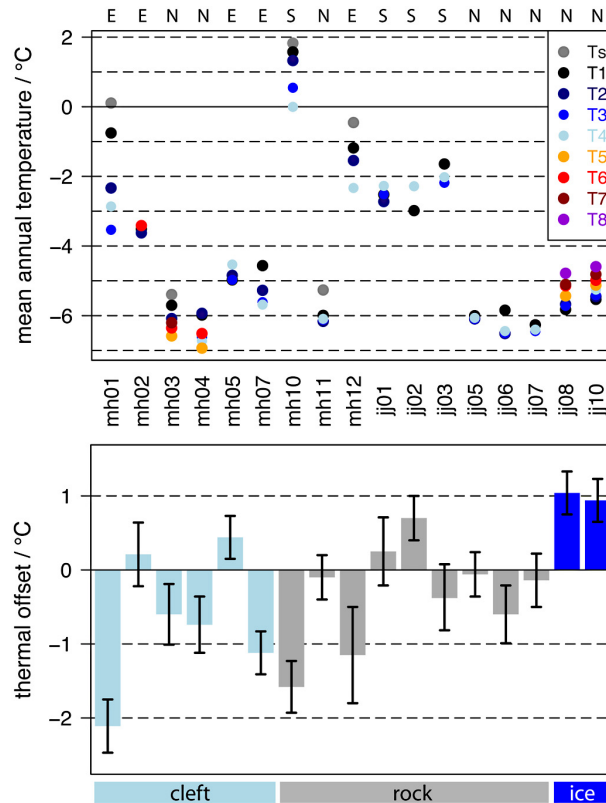 E E N N E E S N E S S S N N N N N
mean annual temperature / °C
2
0
−2
−4
−6
Ts
T1
T2
T3
T4
T5
T6
T7
T8
mh01 mh02 mh03 mh04 mh05 mh07 mh10 mh11 mh12 jj01 jj02 jj03 jj05 jj06 jj07 jj08 jj10
thermal offset / °C
1
0
−1
−2
cleft rock ice